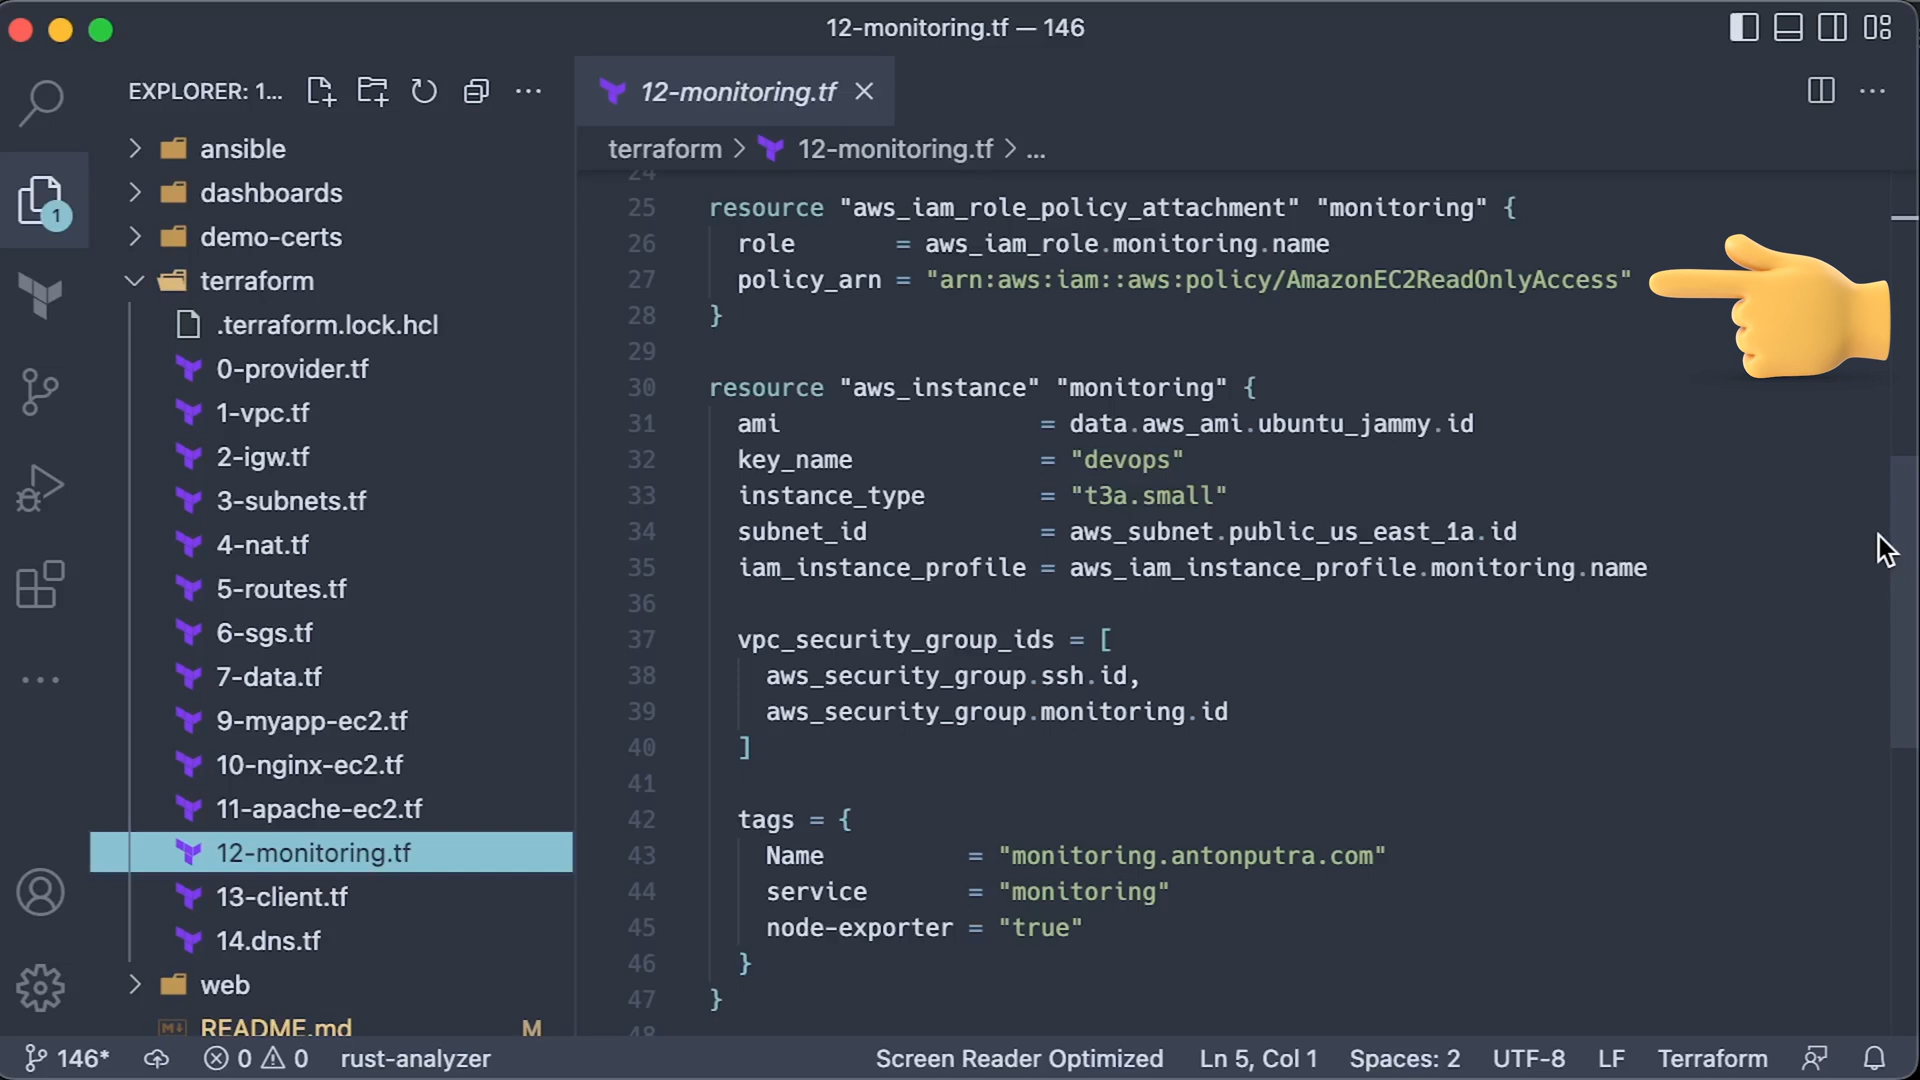 12-monitoring.tf — 146
EXPLORER: 1...
ansible
dashboards
demo-certs
terraform
.terraform.lock.hcl
0-provider.tf
1-vpc.tf
2-igw.tf
3-subnets.tf
4-nat.tf
5-routes.tf
6-sgs.tf
7-data.tf
9-myapp-ec2.tf
10-nginx-ec2.tf
11-apache-ec2.tf
12-monitoring.tf
13-client.tf
14.dns.tf
web
README.md M
1
12-monitoring.tf
terraform > 12-monitoring.tf > ...
24
25 resource "aws_iam_role_policy_attachment" "monitoring" {
26 role = aws_iam_role.monitoring.name
27 policy_arn = "arn:aws:iam::aws:policy/AmazonEC2ReadOnlyAccess"
28 }
29
30 resource "aws_instance" "monitoring" {
31 ami = data.aws_ami.ubuntu_jammy.id
32 key_name = "devops"
33 instance_type = "t3a.small"
34 subnet_id = aws_subnet.public_us_east_1a.id
35 iam_instance_profile = aws_iam_instance_profile.monitoring.name
36
37 vpc_security_group_ids = [
38 aws_security_group.ssh.id,
39 aws_security_group.monitoring.id
40 ]
41
42 tags = {
43 Name = "monitoring.antonputra.com"
44 service = "monitoring"
45 node-exporter = "true"
46 }
47 }
48
146* 0 0 rust-analyzer Screen Reader Optimized Ln 5, Col 1 Spaces: 2 UTF-8 LF Terraform